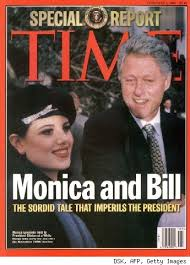 SPECIAL REPORT
TIME
Monica and Bill
THE SORDID TALE THAT IMPERILS THE PRESIDENT
DSK, AFP, Getty Images